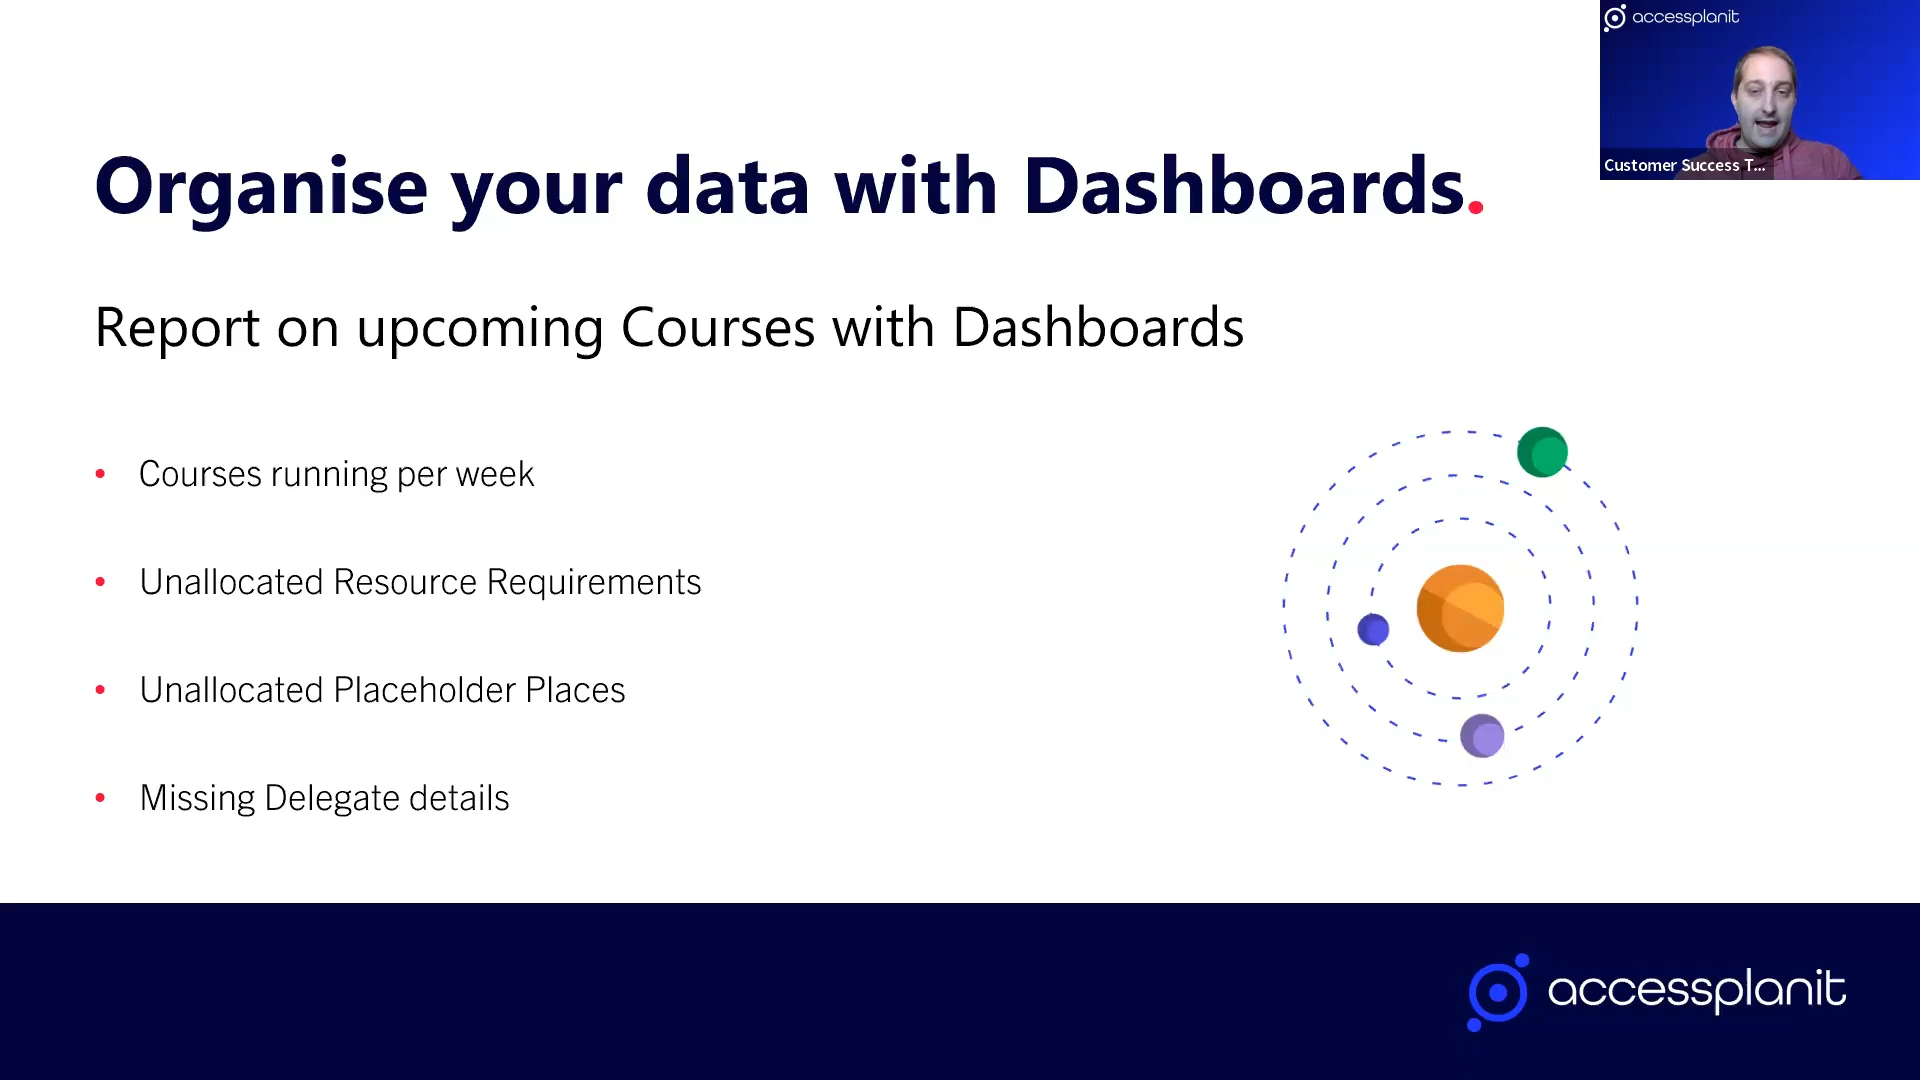 accessplanit
Customer Success T...
Organise your data with Dashboards.
Report on upcoming Courses with Dashboards
• Courses running per week
• Unallocated Resource Requirements
• Unallocated Placeholder Places
• Missing Delegate details
accessplanit